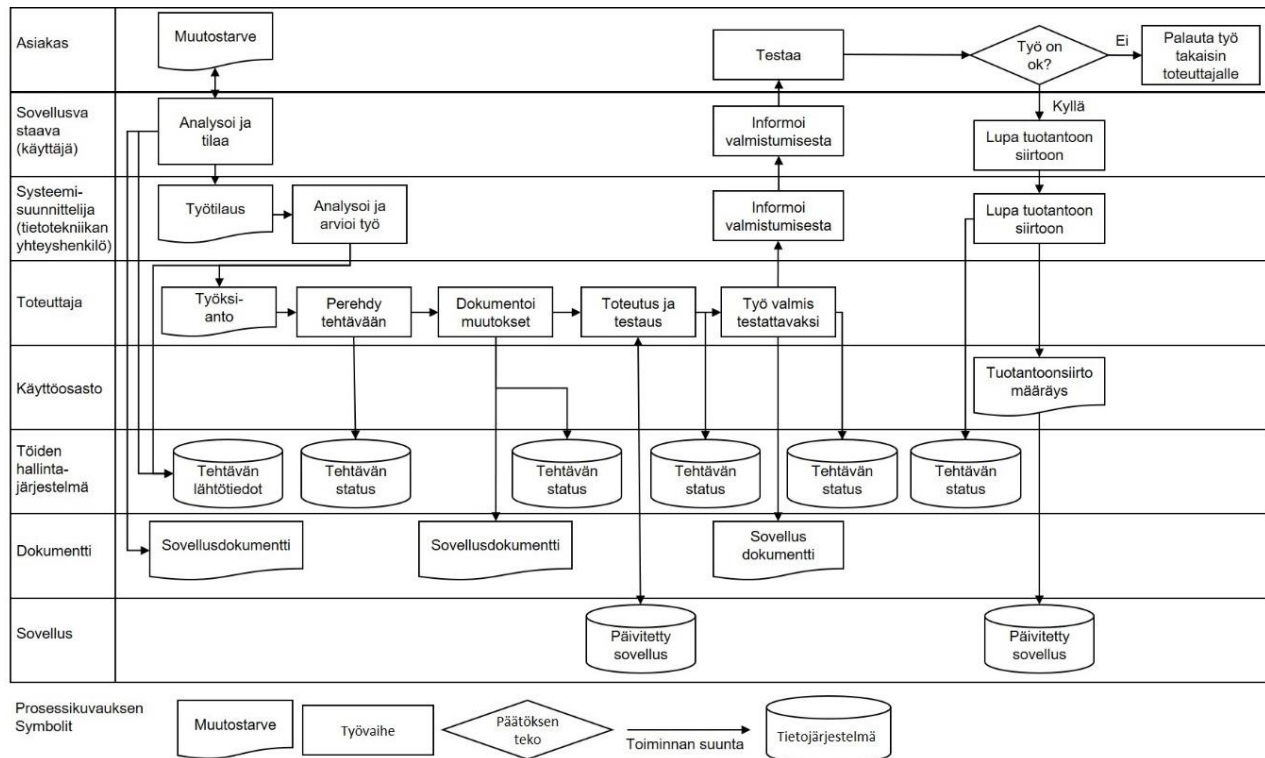 Asiakas
Muutostarve
Testaa
Työ on
ok?
Ei
Palauta työ
takaisin
toteuttajalle
Sovellusva
staava
(käyttäjä)
Analysoi ja
tilaa
Informoi
valmistumisesta
Kyllä
Lupa tuotantoon
siirtoon
Systeemi-
suunnittelija
(tietotekniikan
yhteyshenkilö)
Työtilaus
Analysoi ja
arvioi työ
Informoi
valmistumisesta
Lupa tuotantoon
siirtoon
Toteuttaja
Työksi-
anto
Perehdy
tehtävään
Dokumentoi
muutokset
Toteutus ja
testaus
Työ valmis
testattavaksi
Käyttöosasto
Tuotantoonsiirto
määräys
Töiden
hallinta-
järjestelmä
Tehtävän
lähtötiedot
Tehtävän
status
Tehtävän
status
Tehtävän
status
Tehtävän
status
Tehtävän
status
Dokumentti
Sovellusdokumentti
Sovellusdokumentti
Sovellus
dokumentti
Sovellus
Päivitetty
sovellus
Päivitetty
sovellus
Prosessikuvauksen
Symbolit
Muutostarve
Työvaihe
Päätöksen
teko
Toiminnan suunta
Tietojärjestelmä